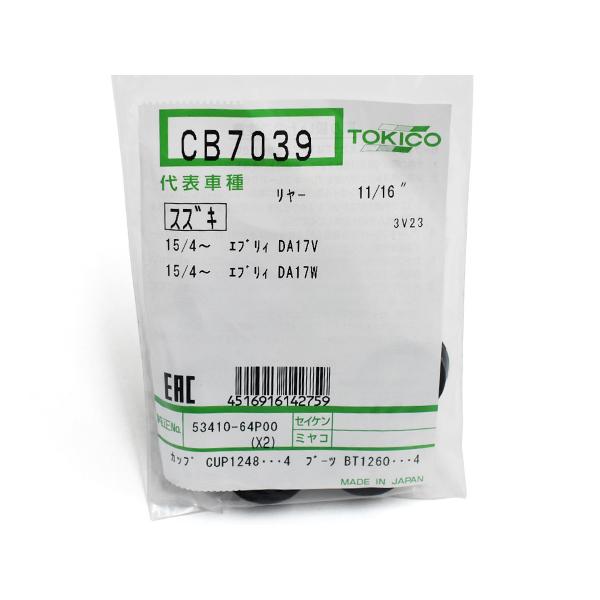 CB7039
TOKICO
代表車種
リヤー 11/16"
スズキ
3V23
15/4~ エブリィ DA17V
15/4~ エブリィ DA17W
EAC
4516916142759
53410-64P00
(X2)
セイケン
ミヤコ
カップ CUP1248···4 ブーツ BT1260···4
MADE IN JAPAN